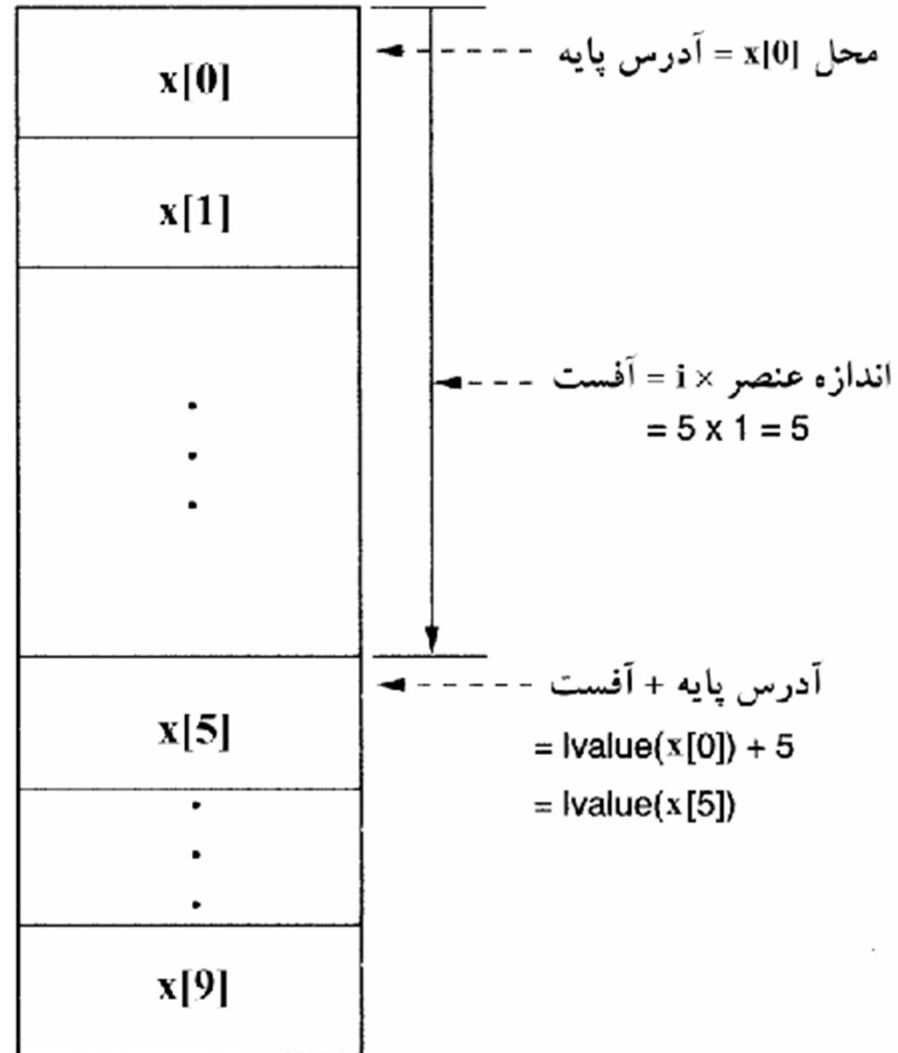 x[0]
محل x[0] = آدرس پایه
x[1]
اندازه عنصر × i = آفست
= 5 x 1 = 5
x[5]
آدرس پایه + آفست
= lvalue(x[0]) + 5
= lvalue(x[5])
x[9]